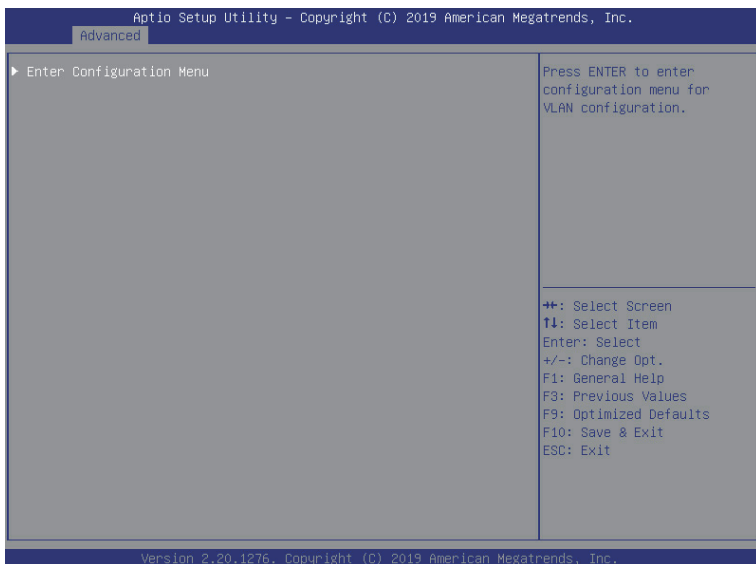 Aptio Setup Utility – Copyright (C) 2019 American Megatrends, Inc.
Advanced
▶ Enter Configuration Menu
Press ENTER to enter
configuration menu for
VLAN configuration.
→←: Select Screen
↑↓: Select Item
Enter: Select
+/-: Change Opt.
F1: General Help
F3: Previous Values
F9: Optimized Defaults
F10: Save & Exit
ESC: Exit
Version 2.20.1276. Copyright (C) 2019 American Megatrends, Inc.